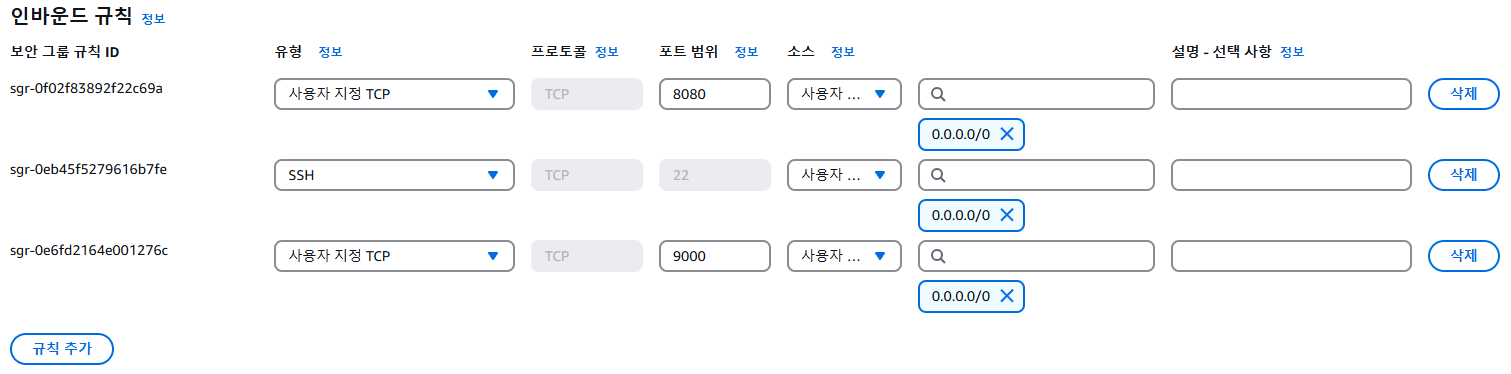 인바운드 규칙 정보
보안 그룹 규칙 ID 유형 정보 프로토콜 정보 포트 범위 정보 소스 정보 설명 - 선택 사항 정보
sgr-0f02f83892f22c69a 사용자 지정 TCP TCP 8080 사용자 ... 삭제
0.0.0.0/0
sgr-0eb45f5279616b7fe SSH TCP 22 사용자 ... 삭제
0.0.0.0/0
sgr-0e6fd2164e001276c 사용자 지정 TCP TCP 9000 사용자 ... 삭제
0.0.0.0/0
규칙 추가